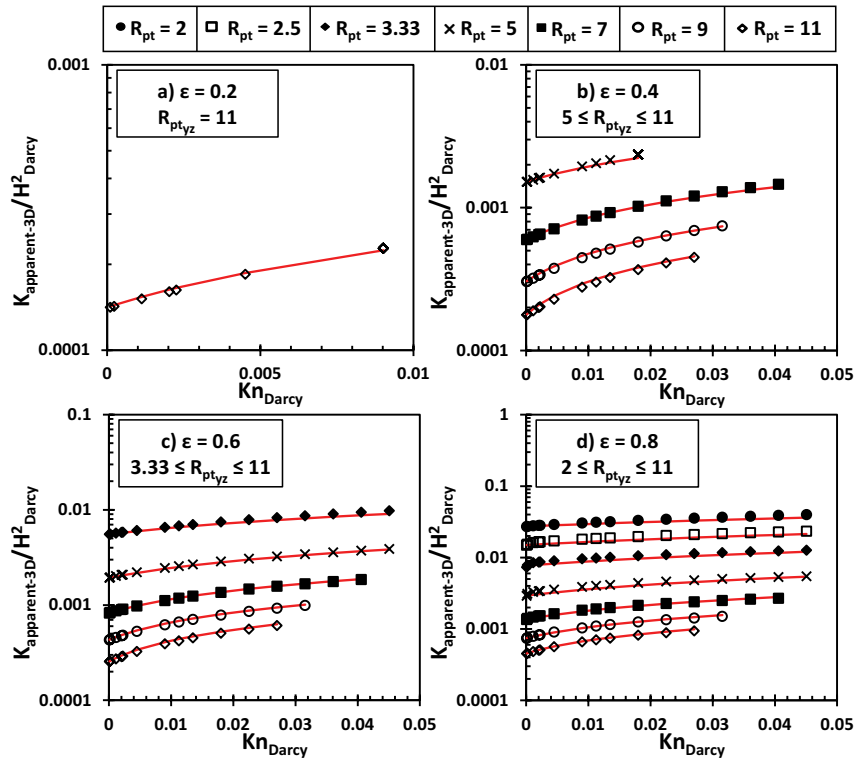 R_pt = 2 R_pt = 2.5 R_pt = 3.33 R_pt = 5 R_pt = 7 R_pt = 9 R_pt = 11
K_apparent-3D/H²_Darcy
0.001
0.0001
a) ε = 0.2
R_pt_yz = 11
0 0.005 0.01
Kn_Darcy
K_apparent-3D/H²_Darcy
0.01
0.001
0.0001
b) ε = 0.4
5 ≤ R_pt_yz ≤ 11
0 0.01 0.02 0.03 0.04 0.05
Kn_Darcy
K_apparent-3D/H²_Darcy
0.1
0.01
0.001
0.0001
c) ε = 0.6
3.33 ≤ R_pt_yz ≤ 11
0 0.01 0.02 0.03 0.04 0.05
Kn_Darcy
K_apparent-3D/H²_Darcy
1
0.1
0.01
0.001
0.0001
d) ε = 0.8
2 ≤ R_pt_yz ≤ 11
0 0.01 0.02 0.03 0.04 0.05
Kn_Darcy